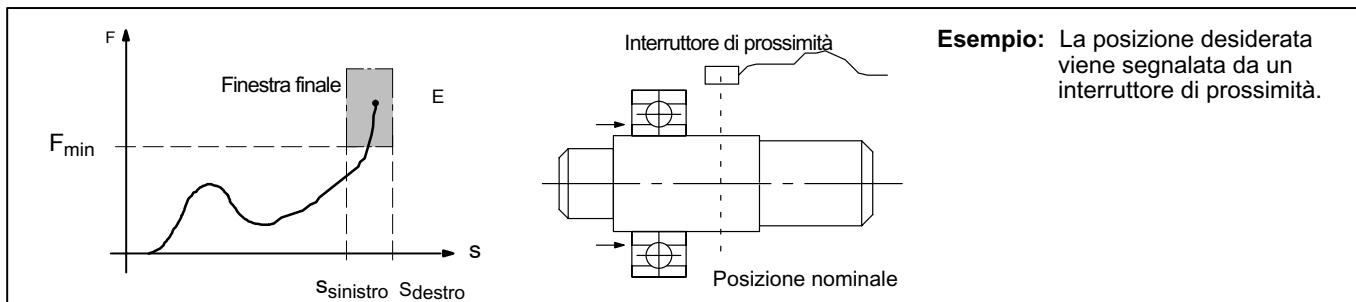 F
Finestra finale
E
Fmin
S
Ssinistro Sdestro
Interruttore di prossimità
Posizione nominale
Esempio: La posizione desiderata
viene segnalata da un
interruttore di prossimità.